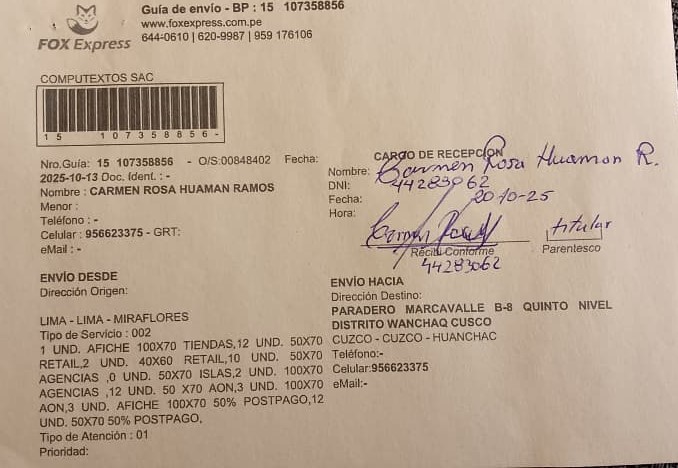 Guía de envío - BP : 15 107358856
www.foxexpress.com.pe
644-0610 | 620-9987 | 959 176106
FOX Express
COMPUTEXTOS SAC
15 107358856-
Nro.Guía: 15 107358856 - O/S:00848402 Fecha:
2025-10-13 Doc. Ident. : -
Nombre : CARMEN ROSA HUAMAN RAMOS
Menor :
Teléfono : -
Celular : 956623375 - GRT:
eMail : -
CARGO DE RECEPCION
Nombre: Carmen Rosa Huaman R.
DNI: 44283062
Fecha: 20-10-25
Hora:
titular
Recibí Conforme
Parentesco
44283062
ENVÍO DESDE
Dirección Origen:
LIMA - LIMA - MIRAFLORES
Tipo de Servicio : 002
1 UND. AFICHE 100X70 TIENDAS,12 UND. 50X70
RETAIL,2 UND. 40X60 RETAIL,10 UND. 50X70
AGENCIAS ,0 UND. 50X70 ISLAS,2 UND. 100X70
AGENCIAS ,12 UND. 50 X70 AON,3 UND. 100X70
AON,3 UND. AFICHE 100X70 50% POSTPAGO,12
UND. 50X70 50% POSTPAGO,
Tipo de Atención : 01
Prioridad:
ENVÍO HACIA
Dirección Destino:
PARADERO MARCAVALLE B-8 QUINTO NIVEL
DISTRITO WANCHAQ CUSCO
CUZCO - CUZCO - HUANCHAC
Teléfono:-
Celular:956623375
eMail:-